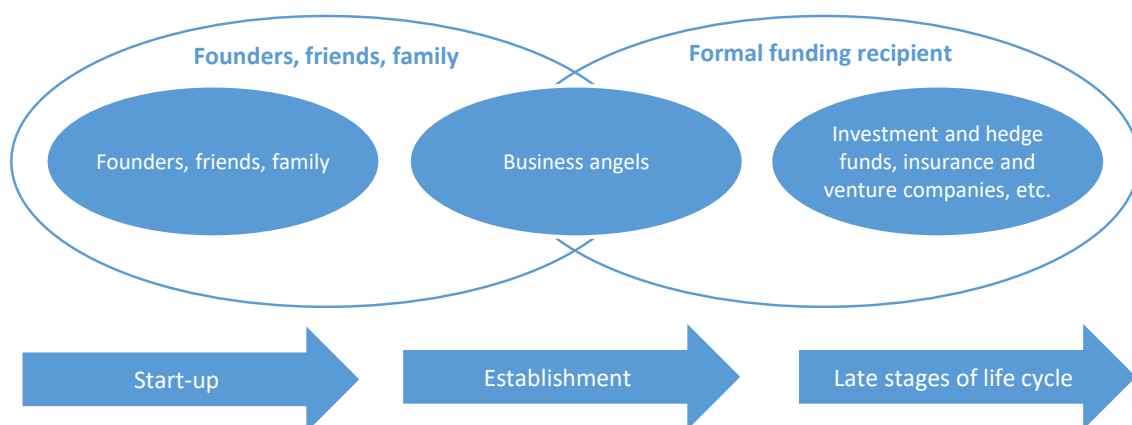 Founders, friends, family
Formal funding recipient
Founders, friends, family
Business angels
Investment and hedge
funds, insurance and
venture companies, etc.
Start-up
Establishment
Late stages of life cycle